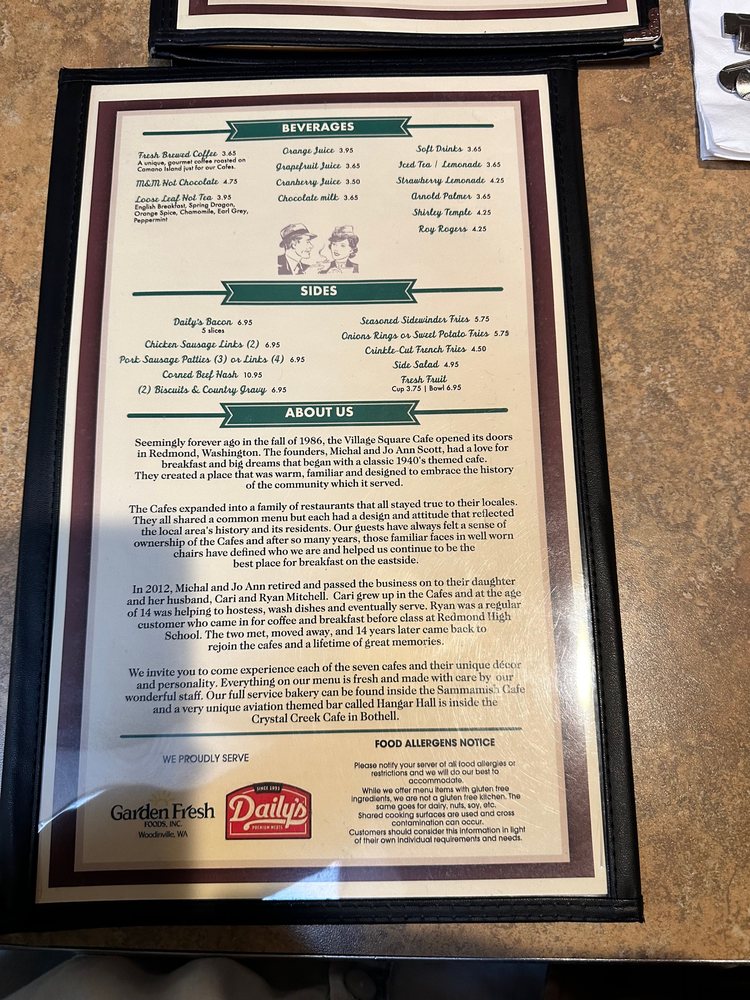 BEVERAGES
Fresh Brewed Coffee 3.65
A unique, gourmet coffee roasted on
Camano Island just for our Cafes.
M&M Hot Chocolate 4.75
Loose Leaf Hot Tea 3.95
English Breakfast, Spring Dragon,
Orange Spice, Chamomile, Earl Grey,
Peppermint
Orange Juice 3.95
Grapefruit Juice 3.65
Cranberry Juice 3.50
Chocolate milk 3.65
Soft Drinks 3.65
Iced Tea | Lemonade 3.65
Strawberry Lemonade 4.25
Arnold Palmer 3.65
Shirley Temple 4.25
Roy Rogers 4.25
SIDES
Daily's Bacon 6.95
5 slices
Chicken Sausage Links (2) 6.95
Pork Sausage Patties (3) or Links (4) 6.95
Corned Beef Hash 10.95
(2) Biscuits & Country Gravy 6.95
Seasoned Sidewinder Fries 5.75
Onions Rings or Sweet Potato Fries 5.75
Crinkle-Cut French Fries 4.50
Side Salad 4.95
Fresh Fruit
Cup 3.75 | Bowl 6.95
ABOUT US
Seemingly forever ago in the fall of 1986, the Village Square Cafe opened its doors
in Redmond, Washington. The founders, Michal and Jo Ann Scott, had a love for
breakfast and big dreams that began with a classic 1940's themed cafe.
They created a place that was warm, familiar and designed to embrace the history
of the community which it served.
The Cafes expanded into a family of restaurants that all stayed true to their locales.
They all shared a common menu but each had a design and attitude that reflected
the local area's history and its residents. Our guests have always felt a sense of
ownership of the Cafes and after so many years, those familiar faces in well worn
chairs have defined who we are and helped us continue to be the
best place for breakfast on the eastside.
In 2012, Michal and Jo Ann retired and passed the business on to their daughter
and her husband, Cari and Ryan Mitchell. Cari grew up in the Cafes and at the age
of 14 was helping to hostess, wash dishes and eventually serve. Ryan was a regular
customer who came in for coffee and breakfast before class at Redmond High
School. The two met, moved away, and 14 years later came back to
rejoin the cafes and a lifetime of great memories.
We invite you to come experience each of the seven cafes and their unique décor
and personality. Everything on our menu is fresh and made with care by our
wonderful staff. Our full service bakery can be found inside the Sammamish Cafe
and a very unique aviation themed bar called Hangar Hall is inside the
Crystal Creek Cafe in Bothell.
WE PROUDLY SERVE
Garden Fresh
FOODS, INC.
Woodinville, WA
SINCE 1893
Daily's
PREMIUM MEATS
FOOD ALLERGENS NOTICE
Please notify your server of all food allergies or
restrictions and we will do our best to
accommodate.
While we offer menu items with gluten free
ingredients, we are not a gluten free kitchen. The
same goes for dairy, nuts, soy, etc.
Shared cooking surfaces are used and cross
contamination can occur.
Customers should consider this information in light
of their own individual requirements and needs.